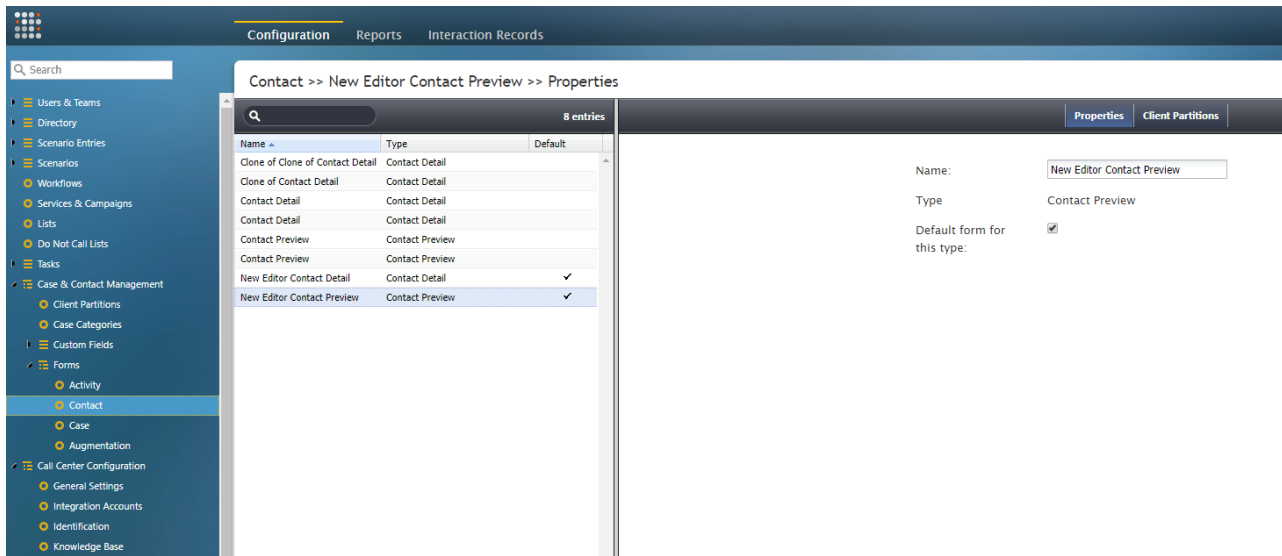 Configuration Reports Interaction Records
Search
Users & Teams
Directory
Scenario Entries
Scenarios
Workflows
Services & Campaigns
Lists
Do Not Call Lists
Tasks
Case & Contact Management
Client Partitions
Case Categories
Custom Fields
Forms
Activity
Contact
Case
Augmentation
Call Center Configuration
General Settings
Integration Accounts
Identification
Knowledge Base
Contact >> New Editor Contact Preview >> Properties
8 entries
Name Type Default
Clone of Clone of Contact Detail Contact Detail
Clone of Contact Detail Contact Detail
Contact Detail Contact Detail
Contact Detail Contact Detail
Contact Preview Contact Preview
Contact Preview Contact Preview
New Editor Contact Detail Contact Detail
New Editor Contact Preview Contact Preview
Properties Client Partitions
Name: New Editor Contact Preview
Type Contact Preview
Default form for
this type: